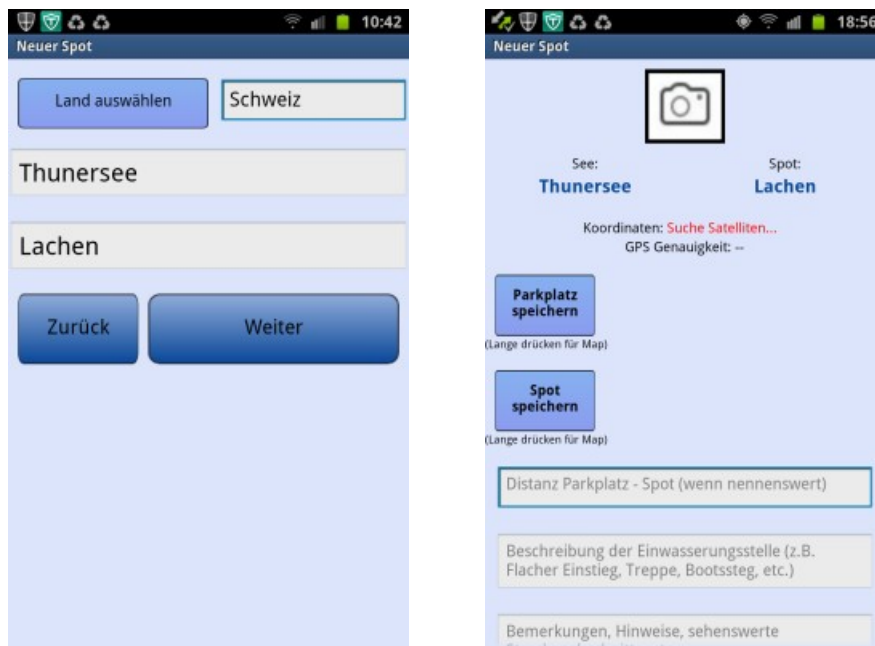 10:42
Neuer Spot
Land auswählen
Schweiz
Thunersee
Lachen
Zurück
Weiter
18:56
Neuer Spot
See:
Spot:
Thunersee
Lachen
Koordinaten: Suche Satelliten...
GPS Genauigkeit: --
Parkplatz
speichern
(Lange drücken für Map)
Spot
speichern
(Lange drücken für Map)
Distanz Parkplatz - Spot (wenn nennenswert)
Beschreibung der Einwasserungsstelle (z.B.
Flacher Einstieg, Treppe, Bootssteg, etc.)
Bemerkungen, Hinweise, sehenswerte